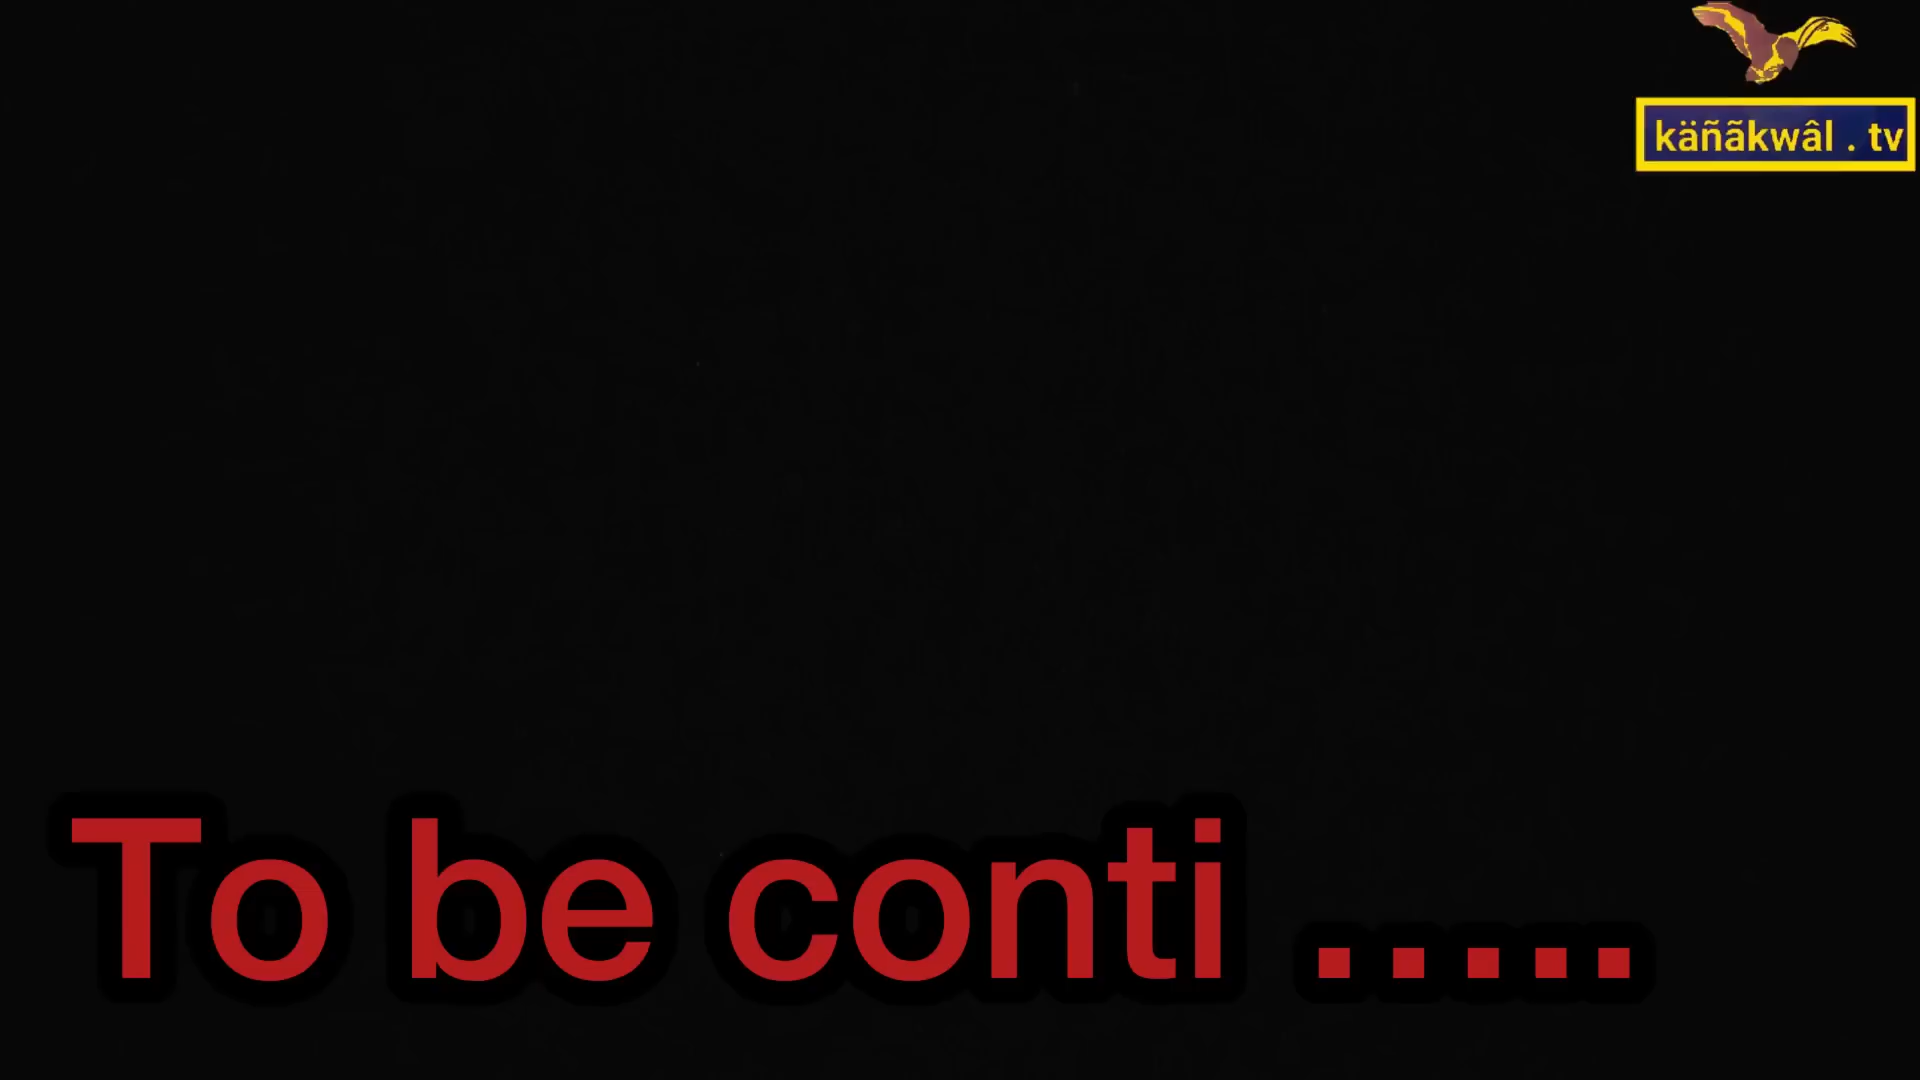 käñãkwâl . tv
To be conti .....